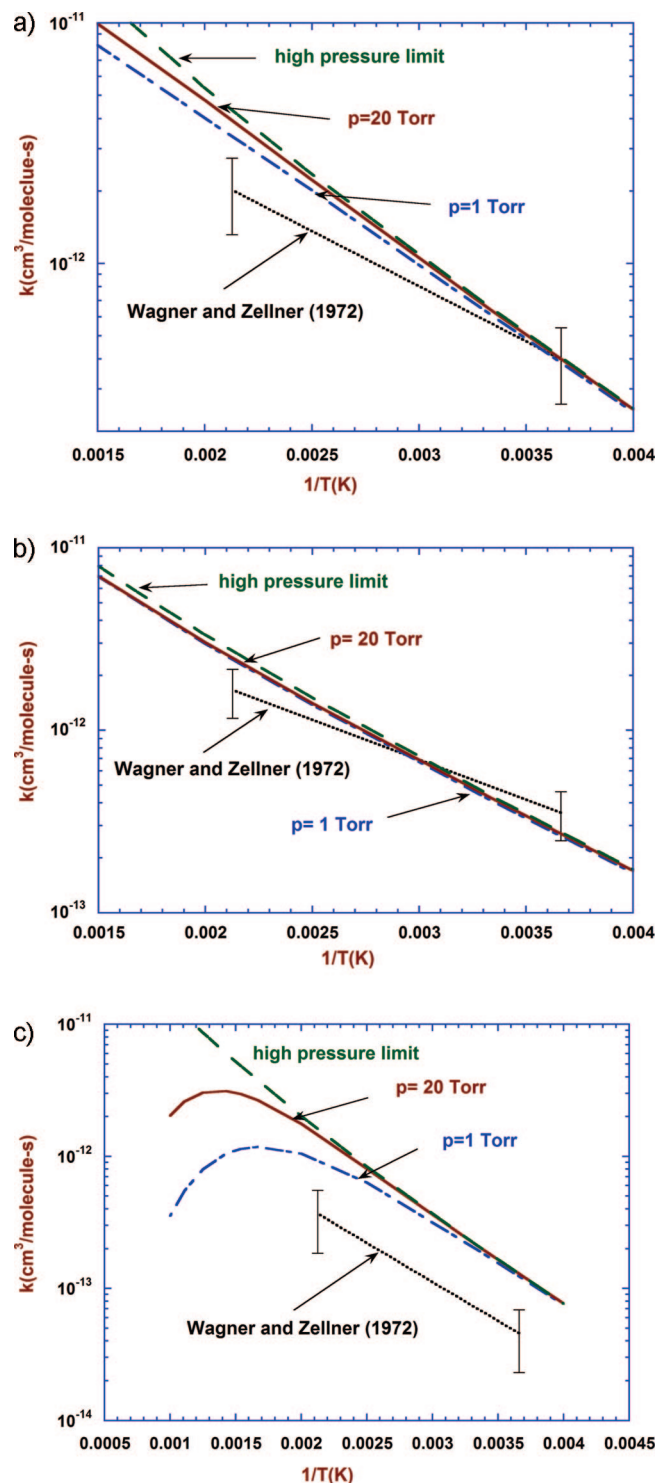 a)
10⁻¹¹
high pressure limit
p=20 Torr
p=1 Torr
10⁻¹²
Wagner and Zellner (1972)
k(cm³/moleclue-s)
0.0015 0.002 0.0025 0.003 0.0035 0.004
1/T(K)
b)
10⁻¹¹
high pressure limit
p= 20 Torr
10⁻¹²
Wagner and Zellner (1972)
p= 1 Torr
10⁻¹³
k(cm³/molecule-s)
0.0015 0.002 0.0025 0.003 0.0035 0.004
1/T(K)
c)
10⁻¹¹
high pressure limit
p= 20 Torr
p=1 Torr
10⁻¹²
10⁻¹³
Wagner and Zellner (1972)
10⁻¹⁴
k(cm³/molecule-s)
0.0005 0.001 0.0015 0.002 0.0025 0.003 0.0035 0.004 0.0045
1/T(K)